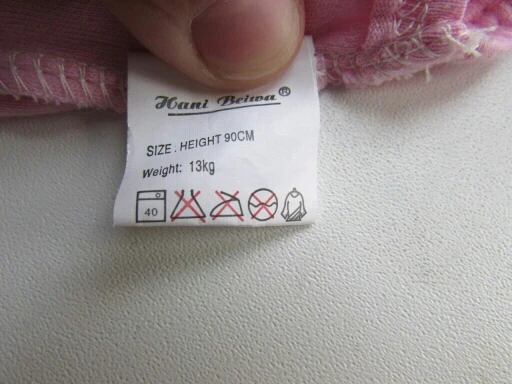 Hani Beiwa®
SIZE . HEIGHT 90CM
Weight: 13kg
40